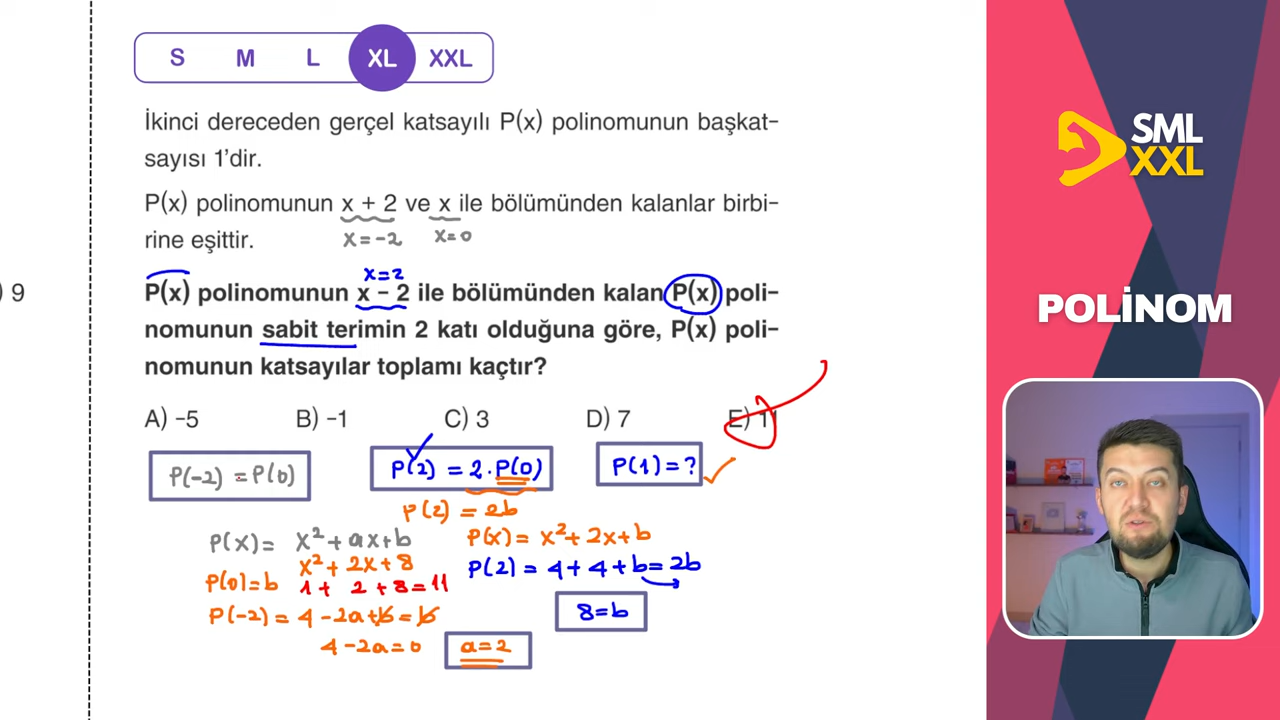 S M L XL XXL
İkinci dereceden gerçel katsayılı P(x) polinomunun başkat-
sayısı 1'dir.
P(x) polinomunun x + 2 ve x ile bölümünden kalanlar birbi-
rine eşittir.
x = -2 x=0
x=2
P(x) polinomunun x - 2 ile bölümünden kalan P(x) poli-
nomunun sabit terimin 2 katı olduğuna göre, P(x) poli-
nomunun katsayılar toplamı kaçtır?
) 9
A) -5 B) -1 C) 3 D) 7 E) 11
P(-2) = P(0) P(2) = 2 . P(0) P(1) = ?
P(2) = 2b
P(x) = x²+ ax+b P(x) = x²+ 2x+b
x²+ 2x+8
P(0)=b 1+ 2+8=11 P(2) = 4+4+b=2b
P(-2) = 4-2a+b=b 8=b
4-2a=0 a=2
SML
XXL
POLİNOM